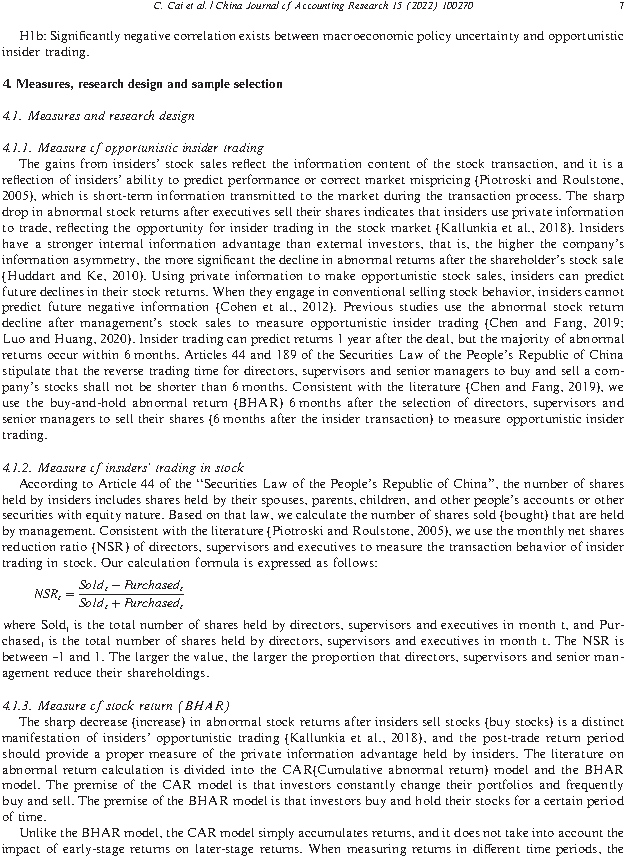 C. Cai et al. / China Journal of Accounting Research 15 (2022) 100270 7
H1b: Significantly negative correlation exists between macroeconomic policy uncertainty and opportunistic
insider trading.
4. Measures, research design and sample selection
4.1. Measures and research design
4.1.1. Measure of opportunistic insider trading
The gains from insiders' stock sales reflect the information content of the stock transaction, and it is a
reflection of insiders' ability to predict performance or correct market mispricing (Piotroski and Roulstone,
2005), which is short-term information transmitted to the market during the transaction process. The sharp
drop in abnormal stock returns after executives sell their shares indicates that insiders use private information
to trade, reflecting the opportunity for insider trading in the stock market (Kallunkia et al., 2018). Insiders
have a stronger internal information advantage than external investors, that is, the higher the company's
information asymmetry, the more significant the decline in abnormal returns after the shareholder's stock sale
(Huddart and Ke, 2010). Using private information to make opportunistic stock sales, insiders can predict
future declines in their stock returns. When they engage in conventional selling stock behavior, insiders cannot
predict future negative information (Cohen et al., 2012). Previous studies use the abnormal stock return
decline after management's stock sales to measure opportunistic insider trading (Chen and Fang, 2019;
Luo and Huang, 2020). Insider trading can predict returns 1 year after the deal, but the majority of abnormal
returns occur within 6 months. Articles 44 and 189 of the Securities Law of the People's Republic of China
stipulate that the reverse trading time for directors, supervisors and senior managers to buy and sell a com-
pany's stocks shall not be shorter than 6 months. Consistent with the literature (Chen and Fang, 2019), we
use the buy-and-hold abnormal return (BHAR) 6 months after the selection of directors, supervisors and
senior managers to sell their shares (6 months after the insider transaction) to measure opportunistic insider
trading.
4.1.2. Measure of insiders' trading in stock
According to Article 44 of the "Securities Law of the People's Republic of China", the number of shares
held by insiders includes shares held by their spouses, parents, children, and other people's accounts or other
securities with equity nature. Based on that law, we calculate the number of shares sold (bought) that are held
by management. Consistent with the literature (Piotroski and Roulstone, 2005), we use the monthly net shares
reduction ratio (NSR) of directors, supervisors and executives to measure the transaction behavior of insider
trading in stock. Our calculation formula is expressed as follows:
NSR_t = (Sold_t − Purchased_t) / (Sold_t + Purchased_t)
where Sold_t is the total number of shares held by directors, supervisors and executives in month t, and Pur-
chased_t is the total number of shares held by directors, supervisors and executives in month t. The NSR is
between –1 and 1. The larger the value, the larger the proportion that directors, supervisors and senior man-
agement reduce their shareholdings.
4.1.3. Measure of stock return (BHAR)
The sharp decrease (increase) in abnormal stock returns after insiders sell stocks (buy stocks) is a distinct
manifestation of insiders' opportunistic trading (Kallunkia et al., 2018), and the post-trade return period
should provide a proper measure of the private information advantage held by insiders. The literature on
abnormal return calculation is divided into the CAR(Cumulative abnormal return) model and the BHAR
model. The premise of the CAR model is that investors constantly change their portfolios and frequently
buy and sell. The premise of the BHAR model is that investors buy and hold their stocks for a certain period
of time.
Unlike the BHAR model, the CAR model simply accumulates returns, and it does not take into account the
impact of early-stage returns on later-stage returns. When measuring returns in different time periods, the